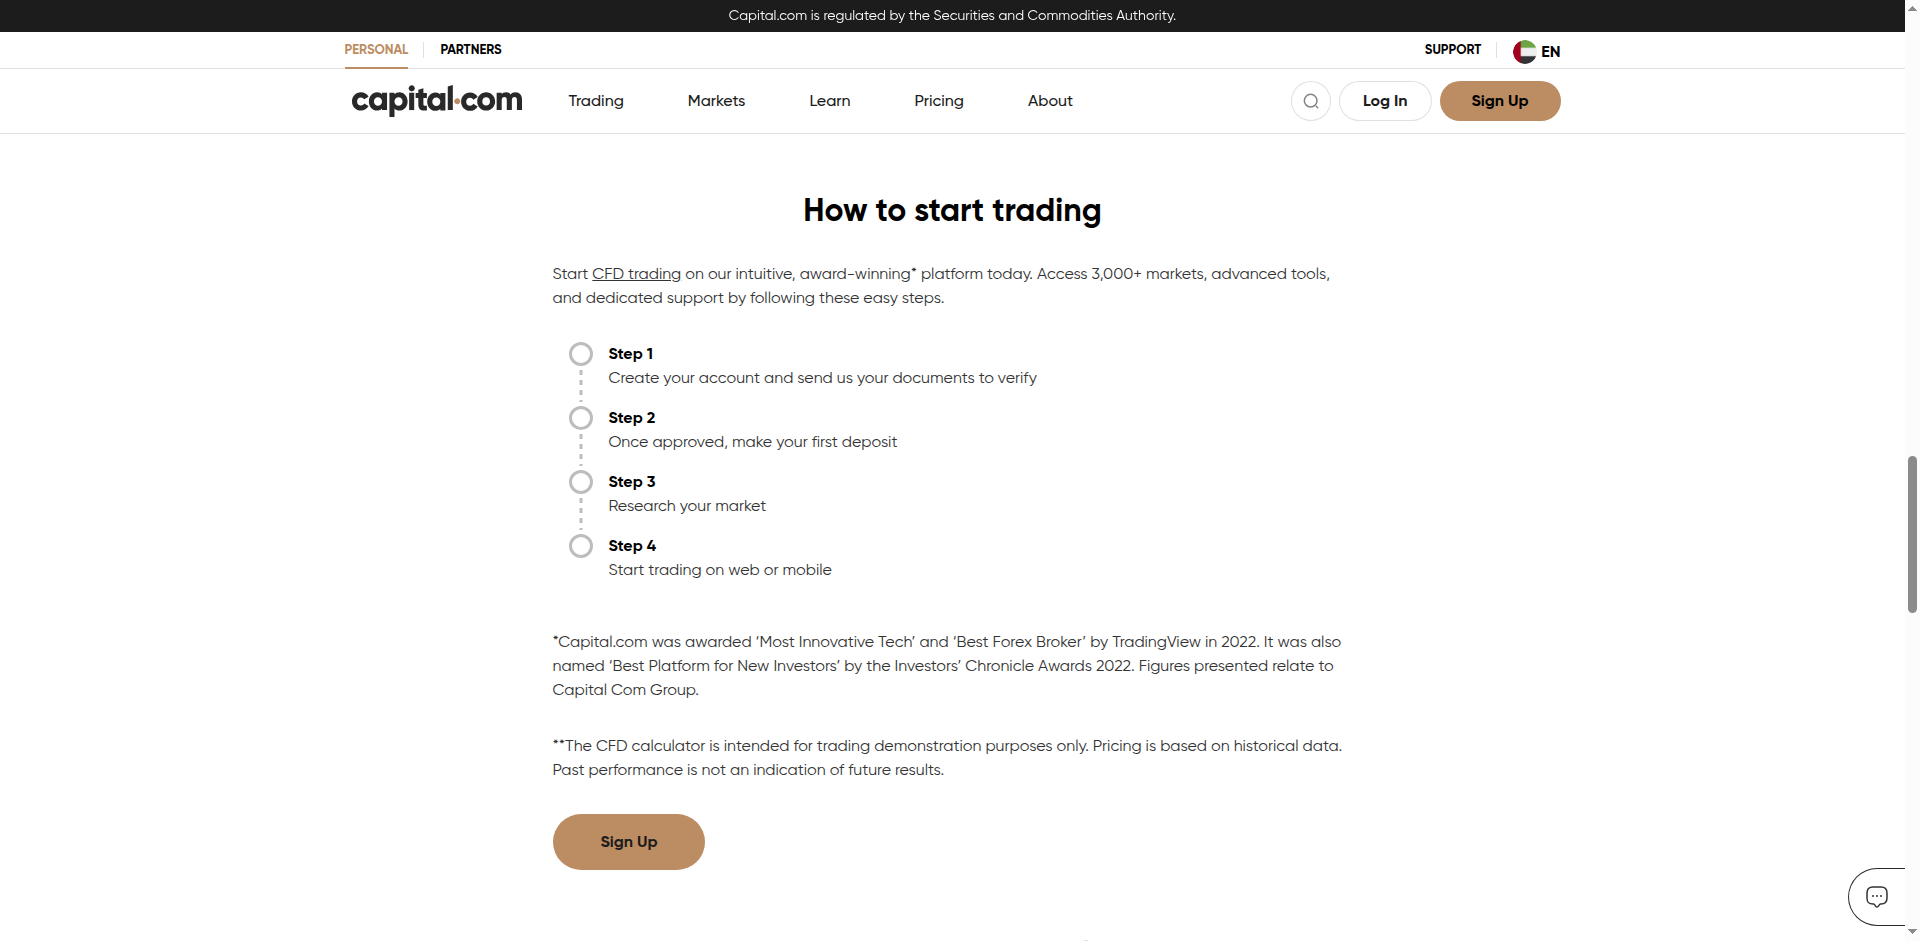 Capital.com is regulated by the Securities and Commodities Authority.
PERSONAL PARTNERS SUPPORT EN
capital.com Trading Markets Learn Pricing About Log In Sign Up
How to start trading
Start CFD trading on our intuitive, award-winning* platform today. Access 3,000+ markets, advanced tools,
and dedicated support by following these easy steps.
Step 1
Create your account and send us your documents to verify
Step 2
Once approved, make your first deposit
Step 3
Research your market
Step 4
Start trading on web or mobile
*Capital.com was awarded ‘Most Innovative Tech’ and ‘Best Forex Broker’ by TradingView in 2022. It was also
named ‘Best Platform for New Investors’ by the Investors’ Chronicle Awards 2022. Figures presented relate to
Capital Com Group.
**The CFD calculator is intended for trading demonstration purposes only. Pricing is based on historical data.
Past performance is not an indication of future results.
Sign Up